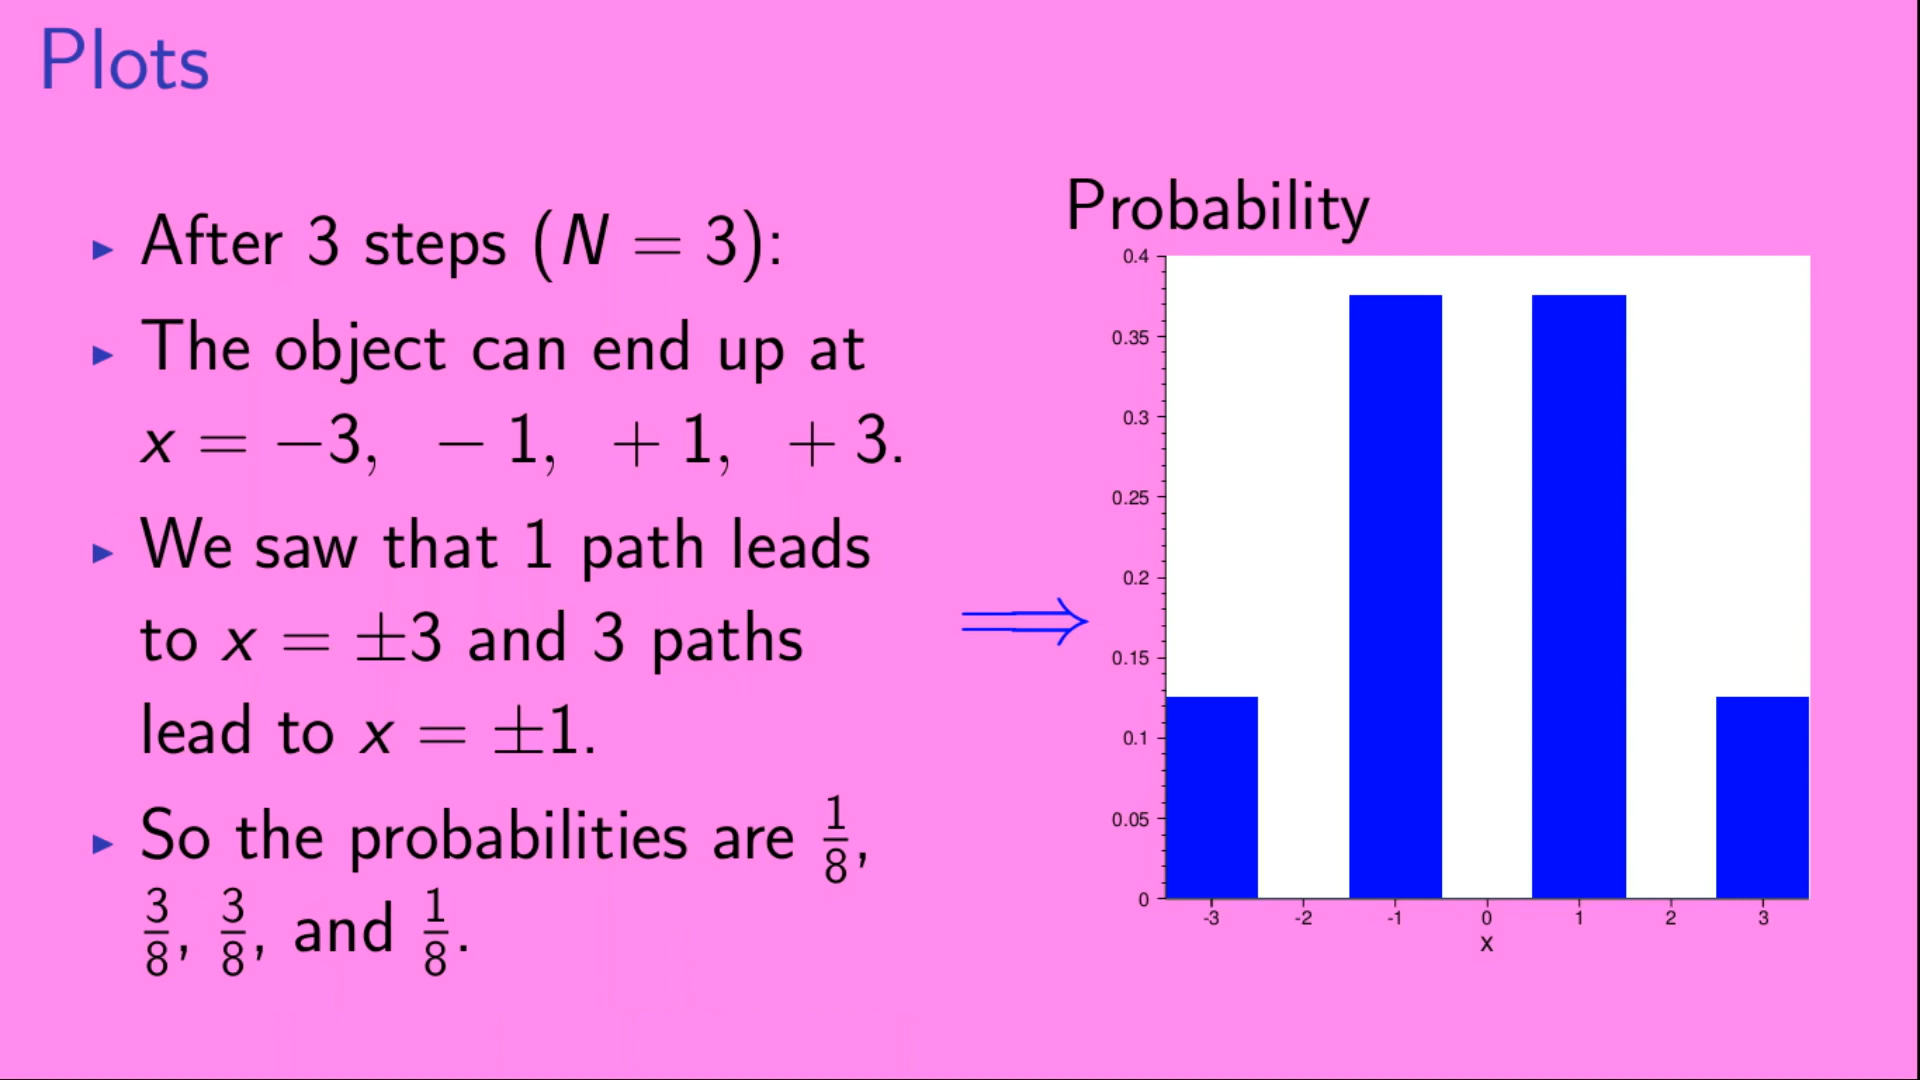 Plots
▶ After 3 steps (N = 3):
▶ The object can end up at
x = −3, − 1, + 1, + 3.
▶ We saw that 1 path leads
to x = ±3 and 3 paths
lead to x = ±1.
▶ So the probabilities are 1/8,
3/8, 3/8, and 1/8.
⟹
Probability
0.4
0.35
0.3
0.25
0.2
0.15
0.1
0.05
0
-3 -2 -1 0 1 2 3
x